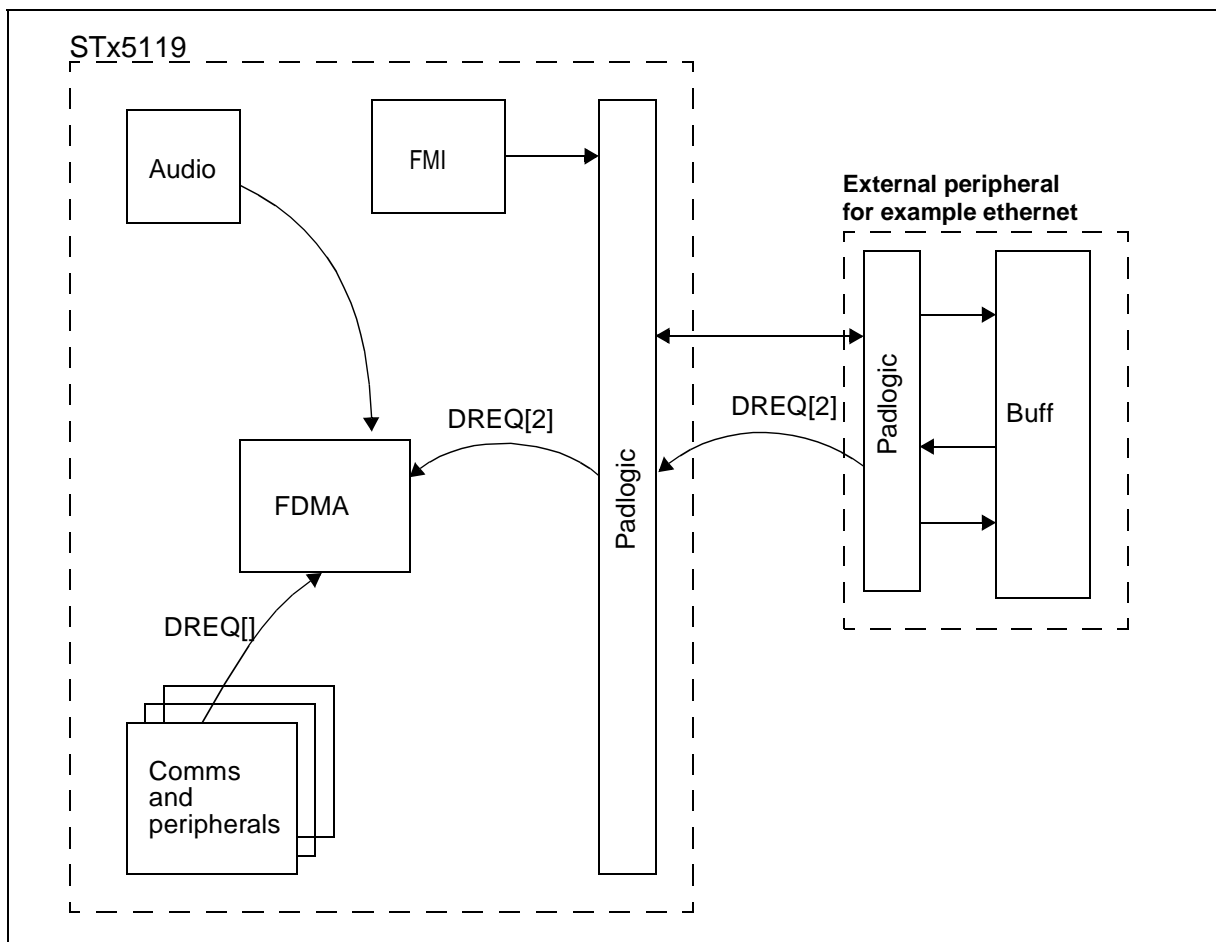 STx5119
Audio
FMI
External peripheral
for example ethernet
Padlogic
Padlogic
Buff
DREQ[2]
DREQ[2]
FDMA
DREQ[]
Comms
and
peripherals